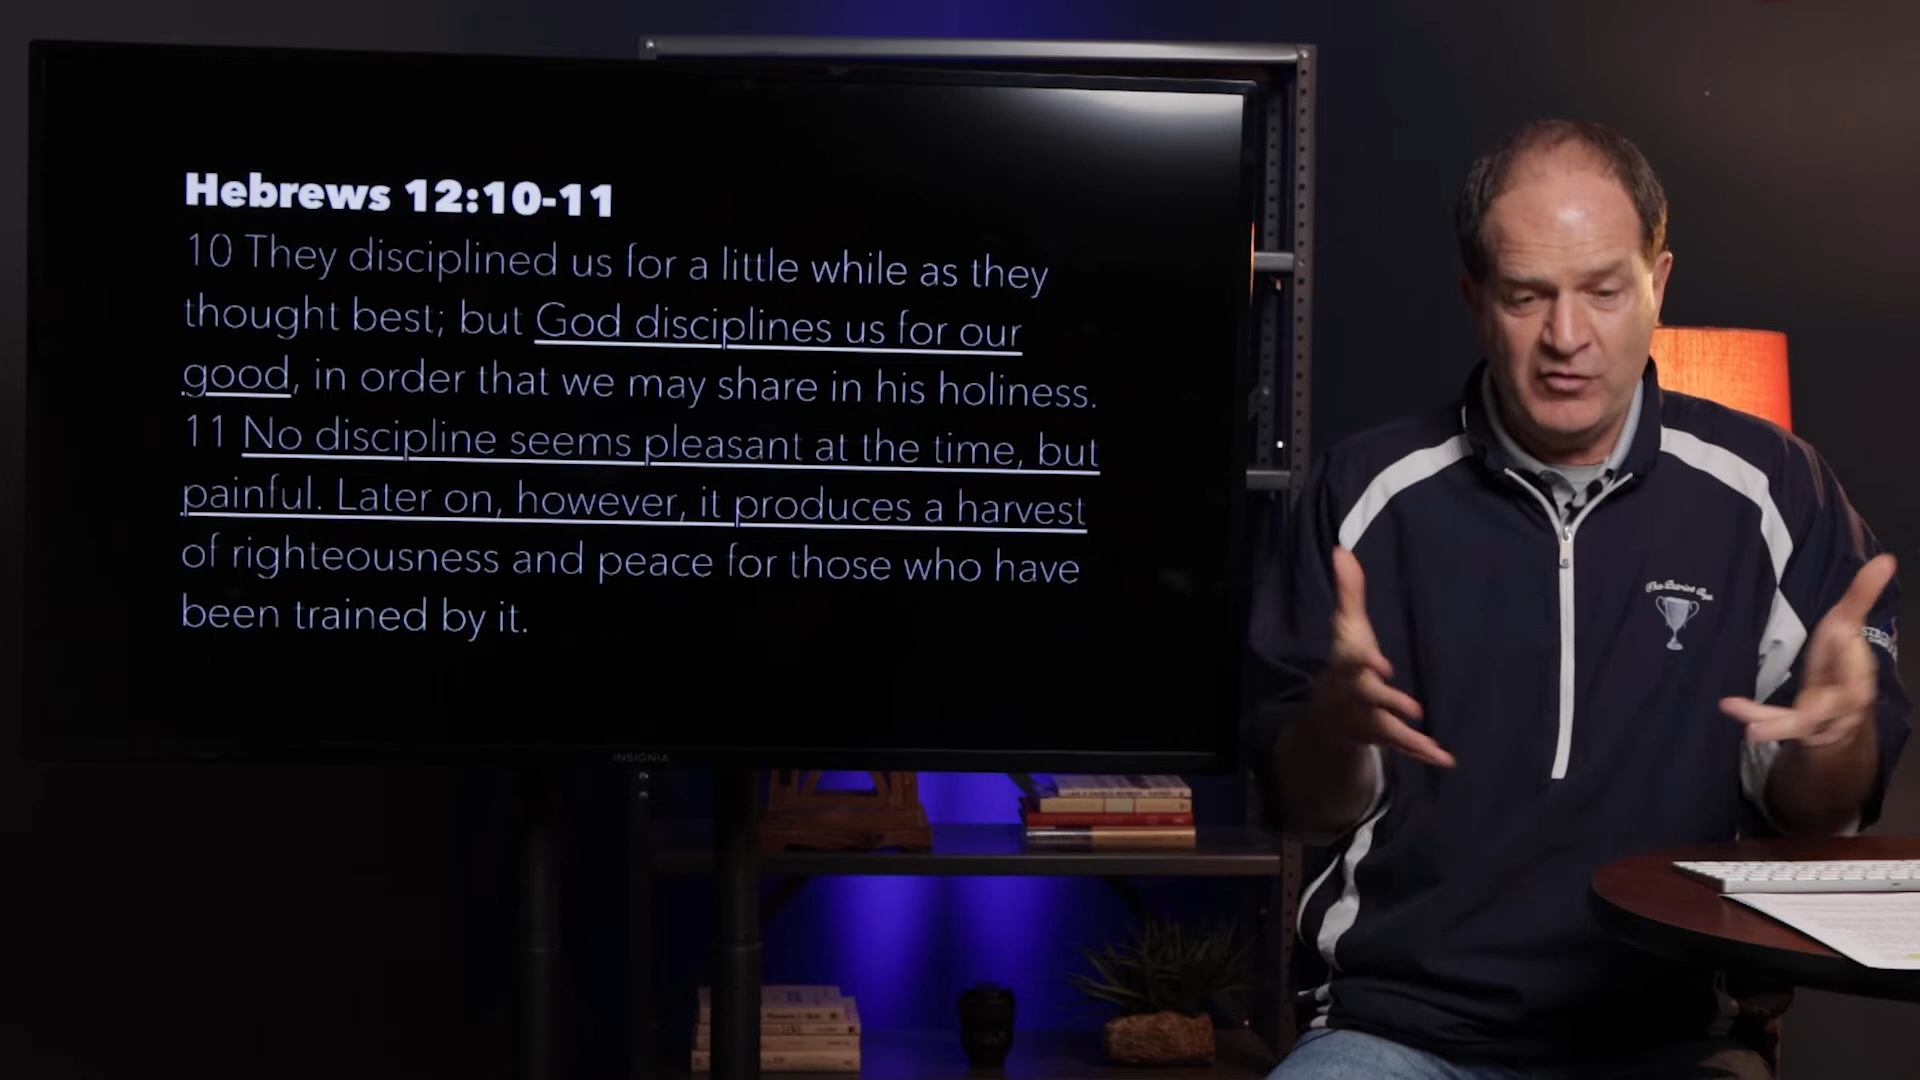 Hebrews 12:10-11
10 They disciplined us for a little while as they
thought best; but God disciplines us for our
good, in order that we may share in his holiness.
11 No discipline seems pleasant at the time, but
painful. Later on, however, it produces a harvest
of righteousness and peace for those who have
been trained by it.
INSIGNIA